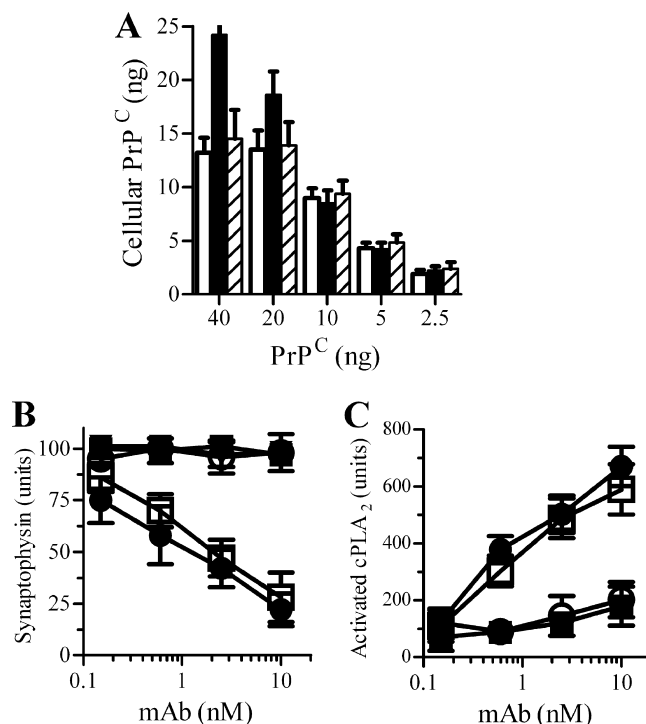 A
Cellular PrP C (ng)
25
20
15
10
5
0
40 20 10 5 2.5
PrP C (ng)
B
Synaptophysin (units)
100
75
50
25
0
0.1 1 10
mAb (nM)
C
Activated cPLA2 (units)
800
600
400
200
0
0.1 1 10
mAb (nM)